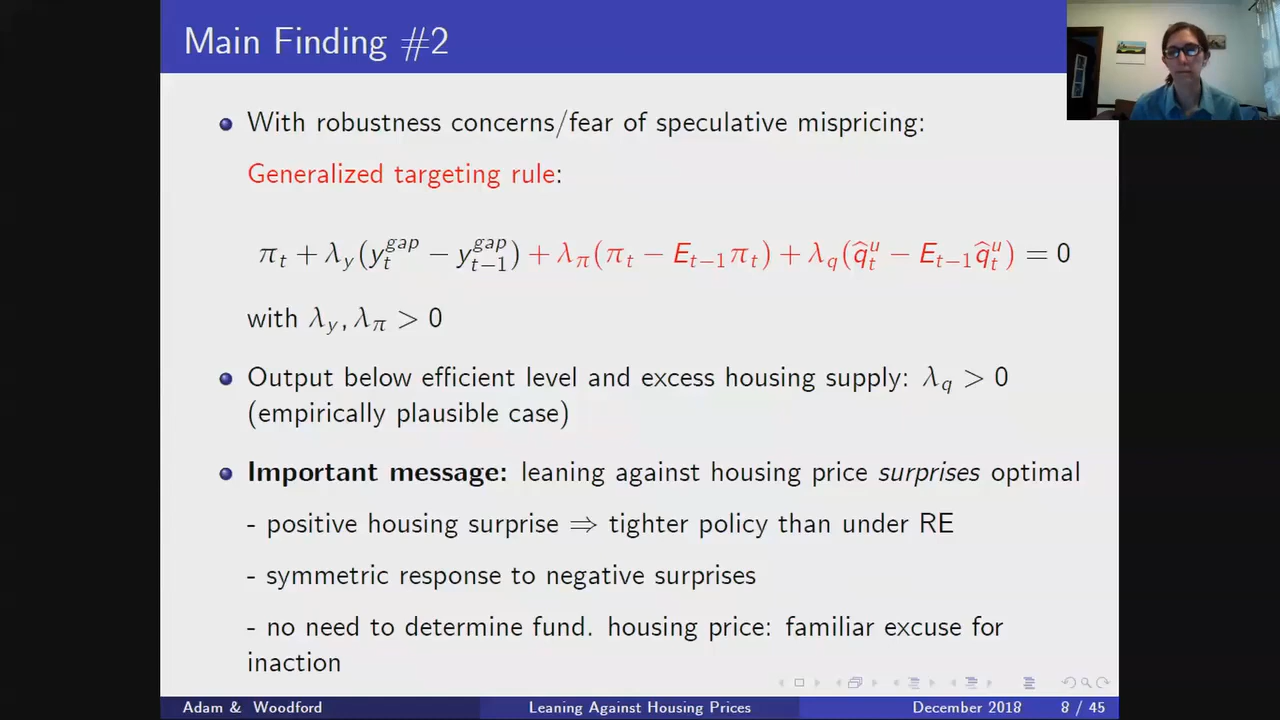 Main Finding #2
With robustness concerns/fear of speculative mispricing:
Generalized targeting rule:
π_t + λ_y(y_t^{gap} − y_{t−1}^{gap}) + λ_π(π_t − E_{t−1}π_t) + λ_q(q̂_t^u − E_{t−1}q̂_t^u) = 0
with λ_y, λ_π > 0
Output below efficient level and excess housing supply: λ_q > 0
(empirically plausible case)
Important message: leaning against housing price surprises optimal
- positive housing surprise ⇒ tighter policy than under RE
- symmetric response to negative surprises
- no need to determine fund. housing price: familiar excuse for
inaction
Adam & Woodford
Leaning Against Housing Prices
December 2018
8 / 45